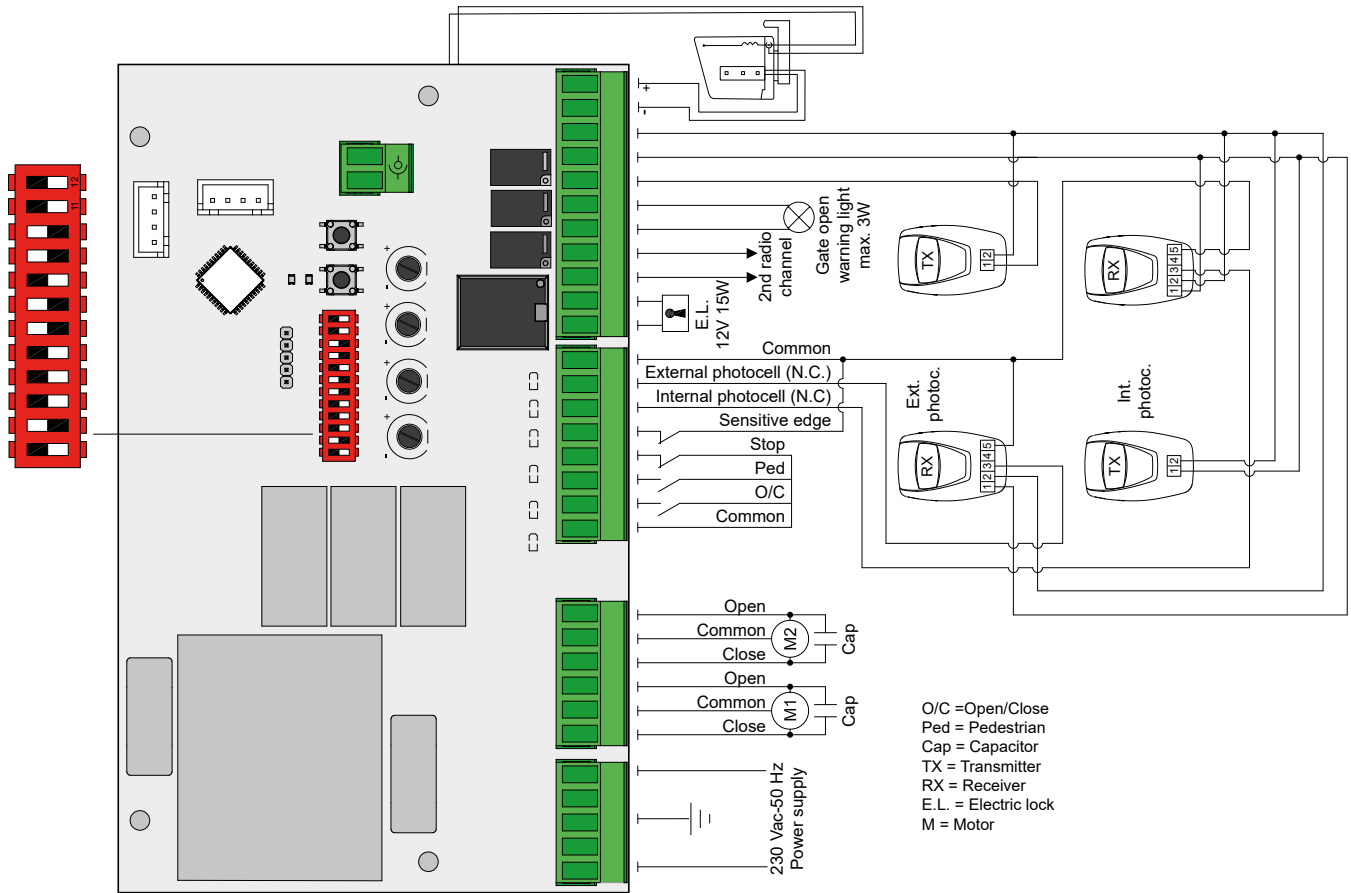 +
-
Gate open
warning light
max. 3W
2nd radio
channel
E.L.
12V 15W
Common
External photocell (N.C.)
Internal photocell (N.C)
Sensitive edge
Stop
Ped
O/C
Common
Open
Common
Close
M2
Cap
Open
Common
Close
M1
Cap
230 Vac-50 Hz
Power supply
TX
1 2
RX
1 2 3 4 5
Ext.
photoc.
Int.
photoc.
RX
1 2 3 4 5
TX
1 2
12
11
+
-
+
-
+
-
+
-
O/C =Open/Close
Ped = Pedestrian
Cap = Capacitor
TX = Transmitter
RX = Receiver
E.L. = Electric lock
M = Motor